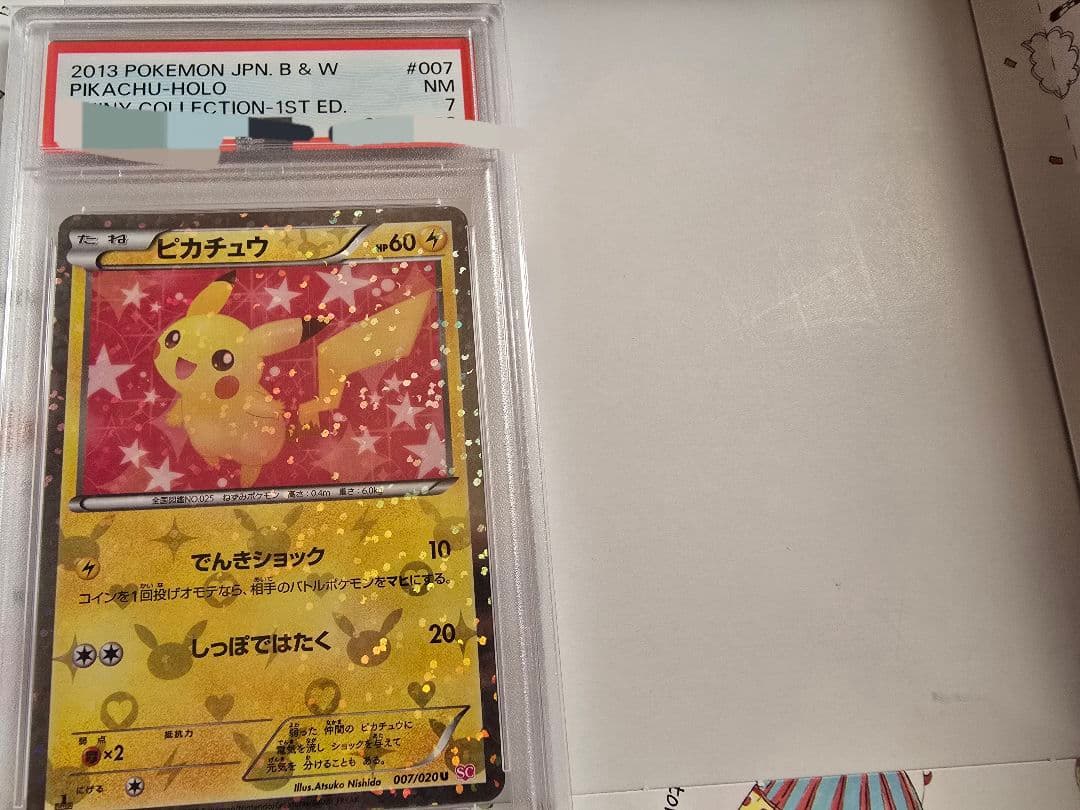 2013 POKEMON JPN. B & W #007
PIKACHU-HOLO NM
COLLECTION-1ST ED. 7
たね ピカチュウ HP60
全国図鑑NO.025 ねずみポケモン 高さ:0.4m 重さ:6.0kg
でんきショック 10
コインを1回投げオモテなら、相手のバトルポケモンをマヒにする。
しっぽではたく 20
弱点 抵抗力
×2
にげる
弱った 仲間の ピカチュウに
電気を流し ショックを与えて
元気を 分けることも ある。
Illus.Atsuko Nishida 007/020 U SC